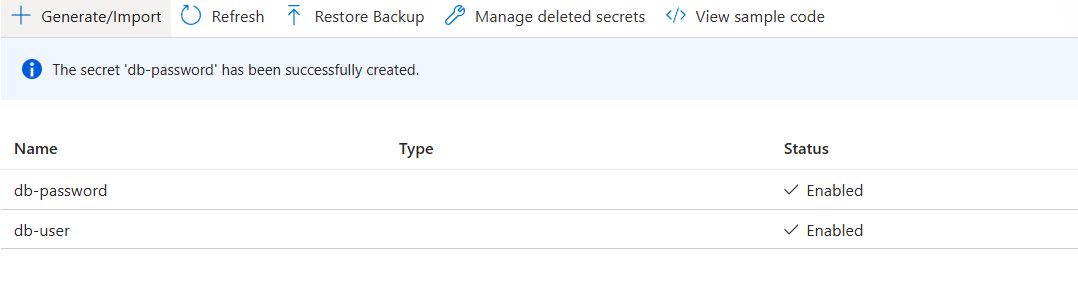 Generate/Import Refresh Restore Backup Manage deleted secrets View sample code
The secret 'db-password' has been successfully created.
Name Type Status
db-password Enabled
db-user Enabled